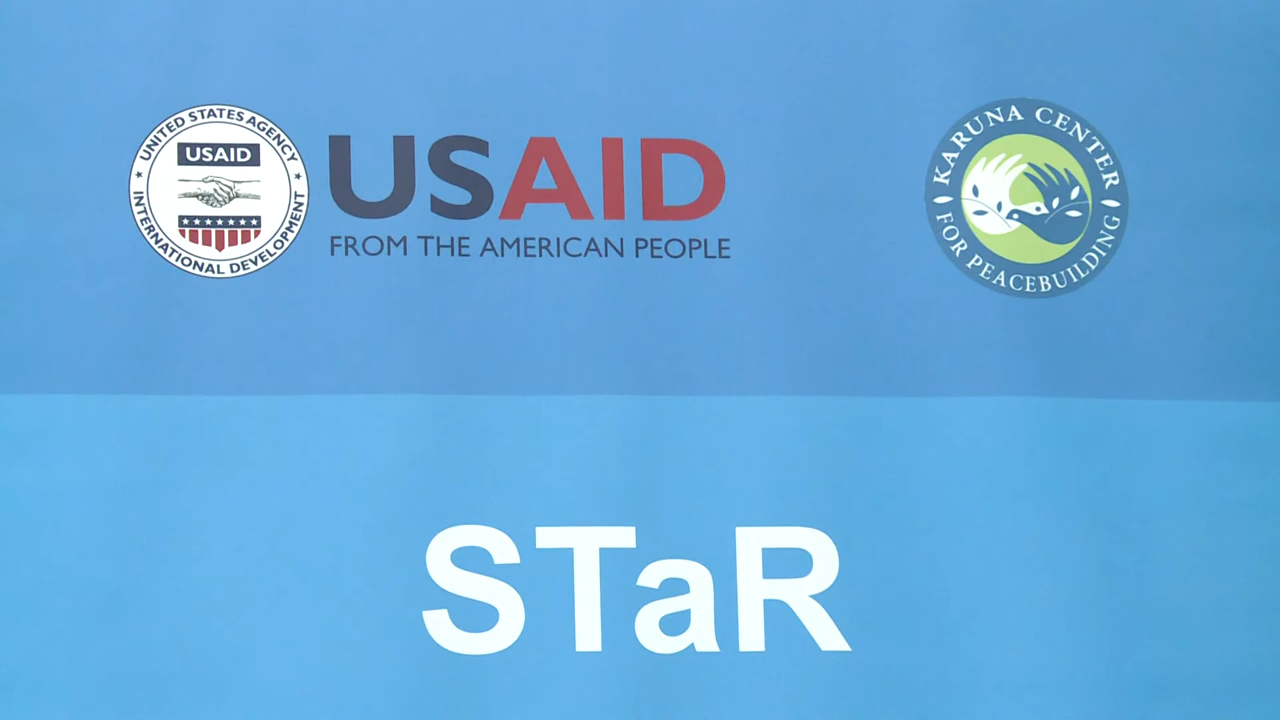 UNITED STATES AGENCY
USAID
INTERNATIONAL DEVELOPMENT
USAID
FROM THE AMERICAN PEOPLE
KARUNA CENTER
FOR PEACEBUILDING
STaR